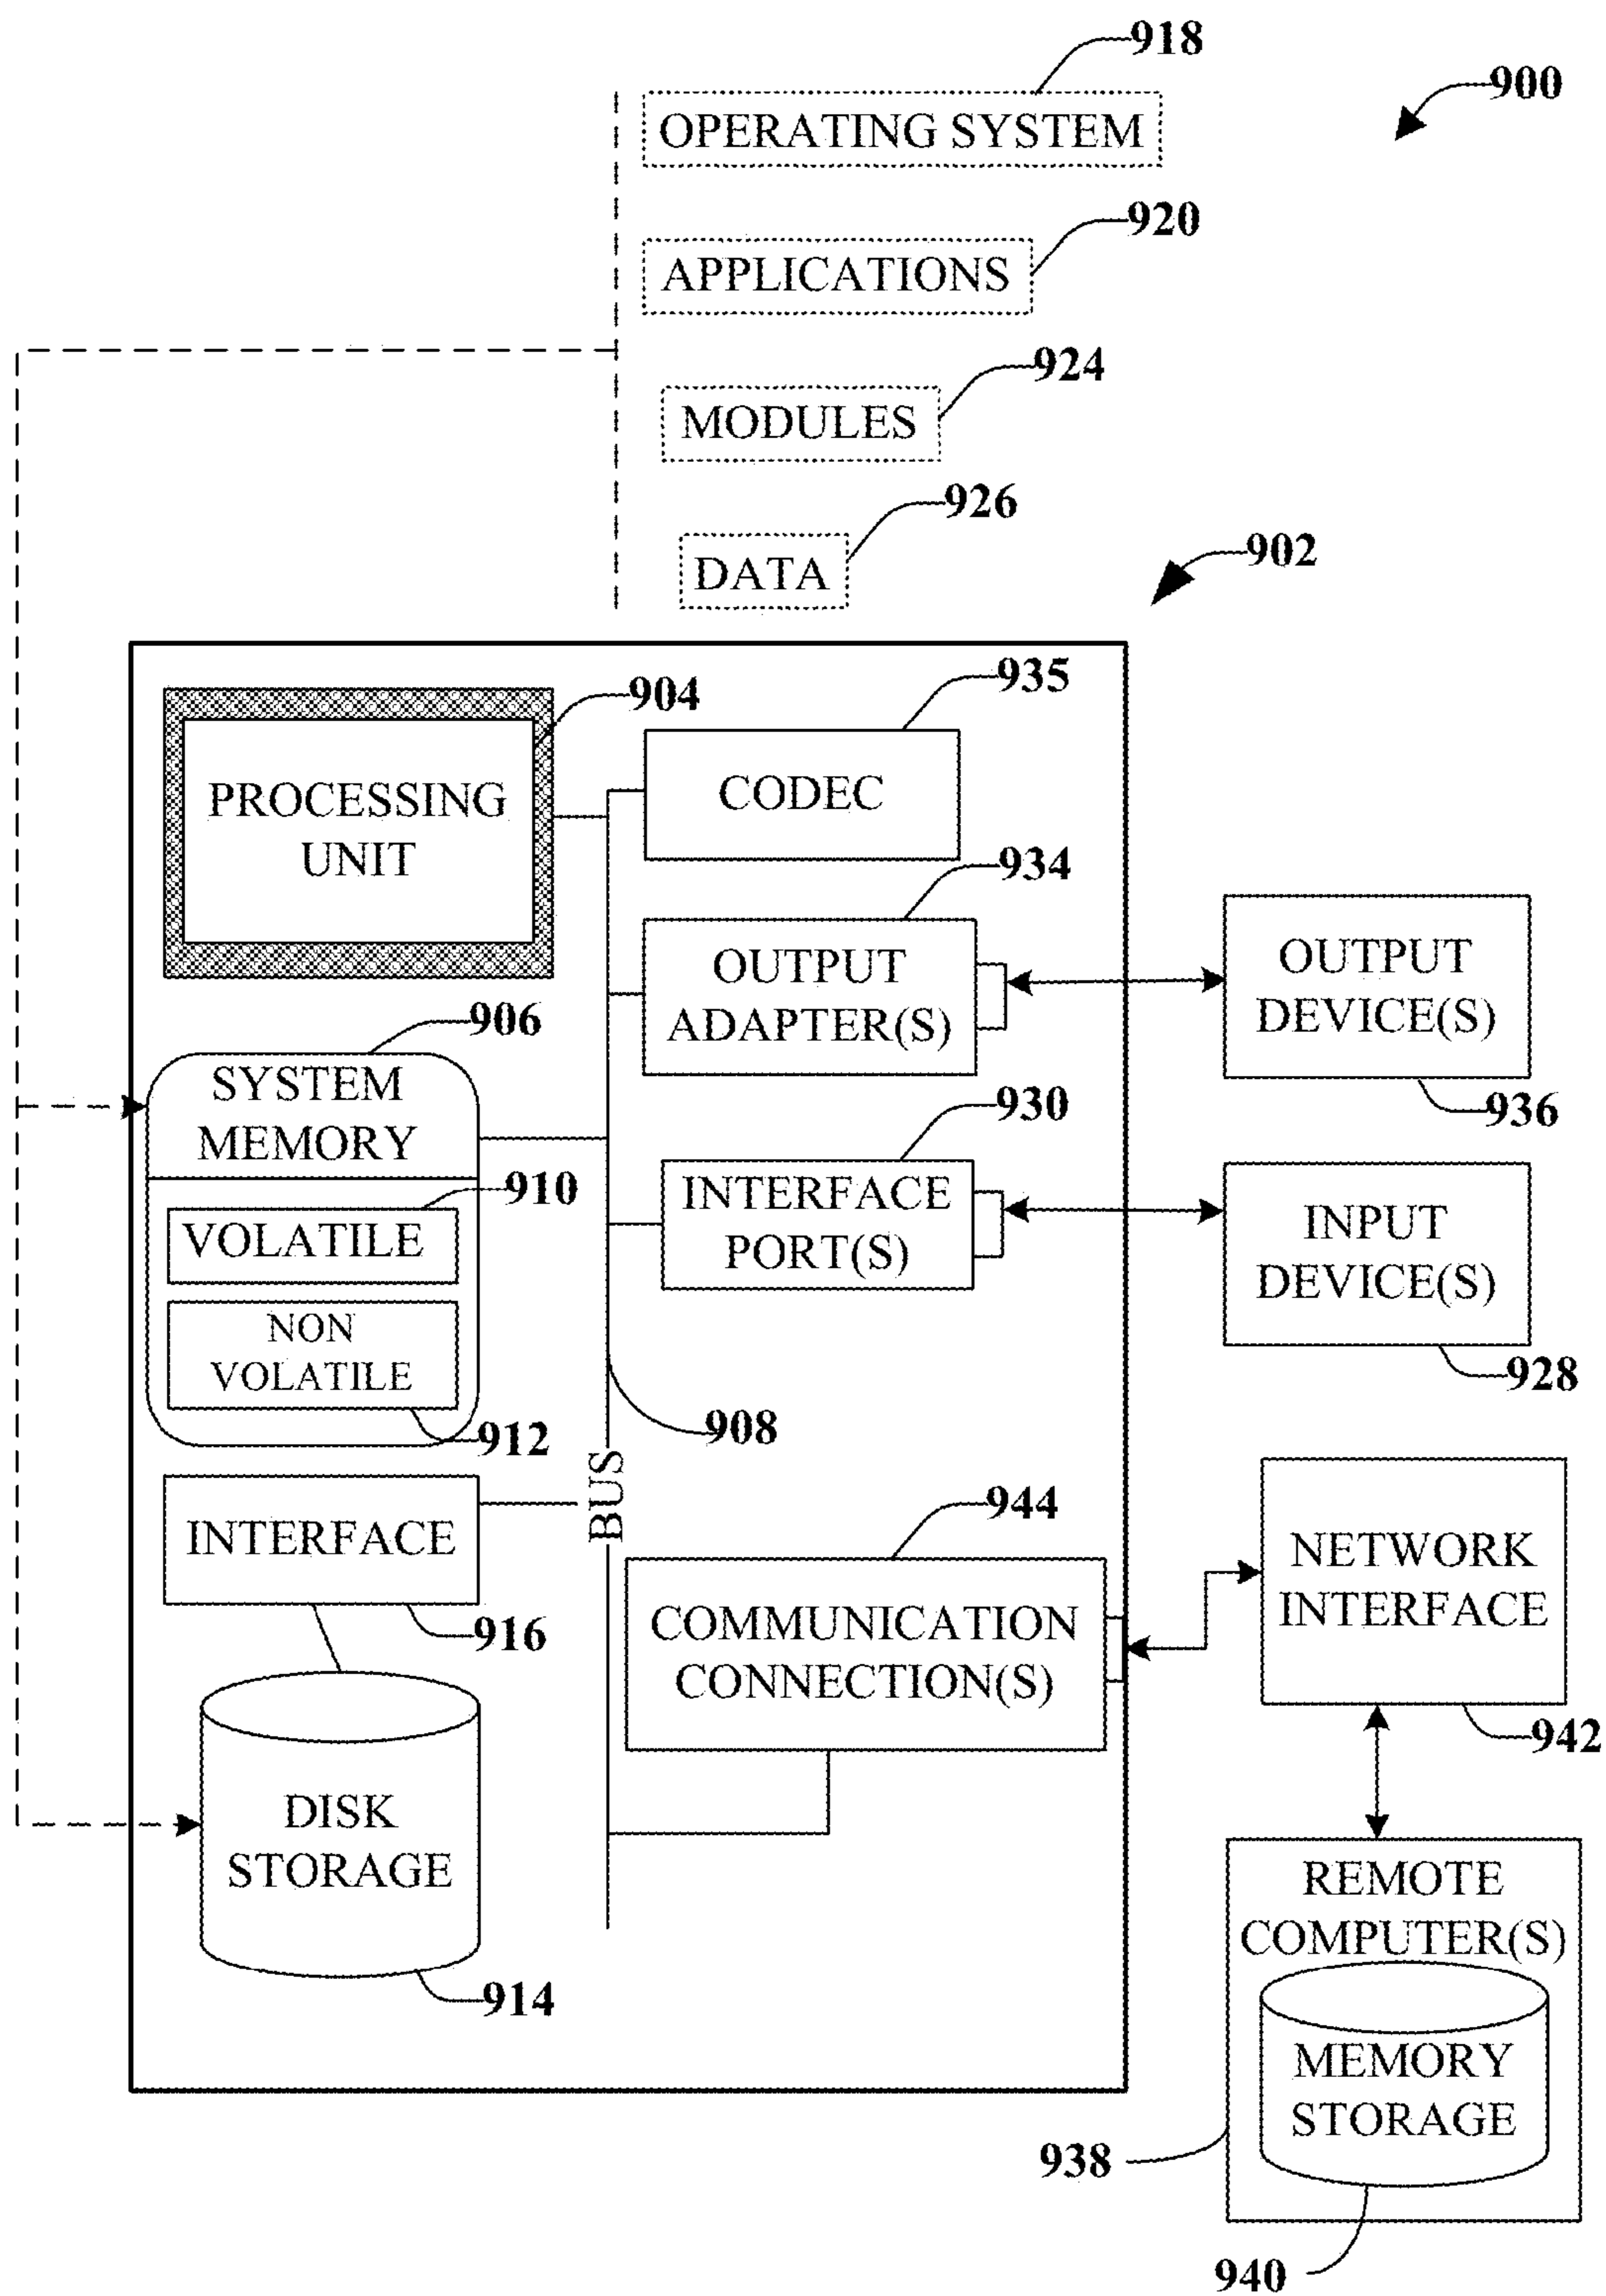 918
900
OPERATING SYSTEM
920
APPLICATIONS
924
MODULES
926
DATA
902
904
PROCESSING
UNIT
935
CODEC
934
OUTPUT
ADAPTER(S)
OUTPUT
DEVICE(S)
936
906
SYSTEM
MEMORY
910
VOLATILE
NON
VOLATILE
912
930
INTERFACE
PORT(S)
INPUT
DEVICE(S)
928
908
BUS
INTERFACE
916
944
COMMUNICATION
CONNECTION(S)
NETWORK
INTERFACE
942
DISK
STORAGE
914
REMOTE
COMPUTER(S)
MEMORY
STORAGE
938
940